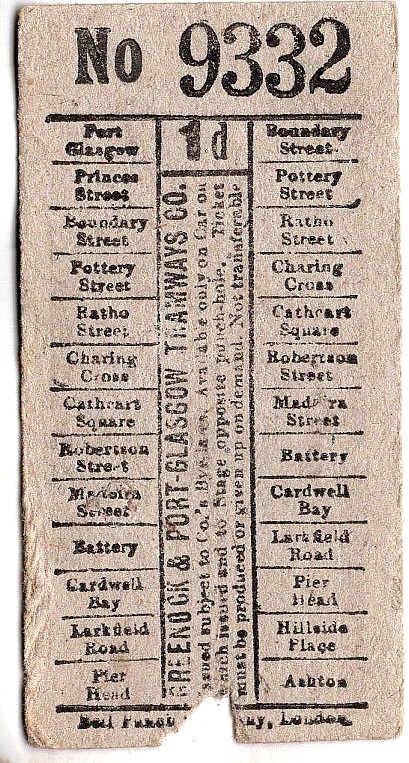 No 9332
Port
Glasgow
Princes
Street
Boundary
Street
Pottery
Street
Ratho
Street
Charing
Cross
Cathcart
Square
Robertson
Street
Madeira
Street
Battery
Cardwell
Bay
Larkfield
Road
Pier
Head
1d
GREENOCK & PORT-GLASGOW TRAMWAYS CO.
Issued subject to Co.'s Bye-laws. Available only on Car on
which issued and to Stage opposite punch-hole. Ticket
must be produced or given up on demand. Not transferable
Boundary
Street
Pottery
Street
Ratho
Street
Charing
Cross
Cathcart
Square
Robertson
Street
Madeira
Street
Battery
Cardwell
Bay
Larkfield
Road
Pier
Head
Hillside
Place
Ashton
Bell Punch ny, London.